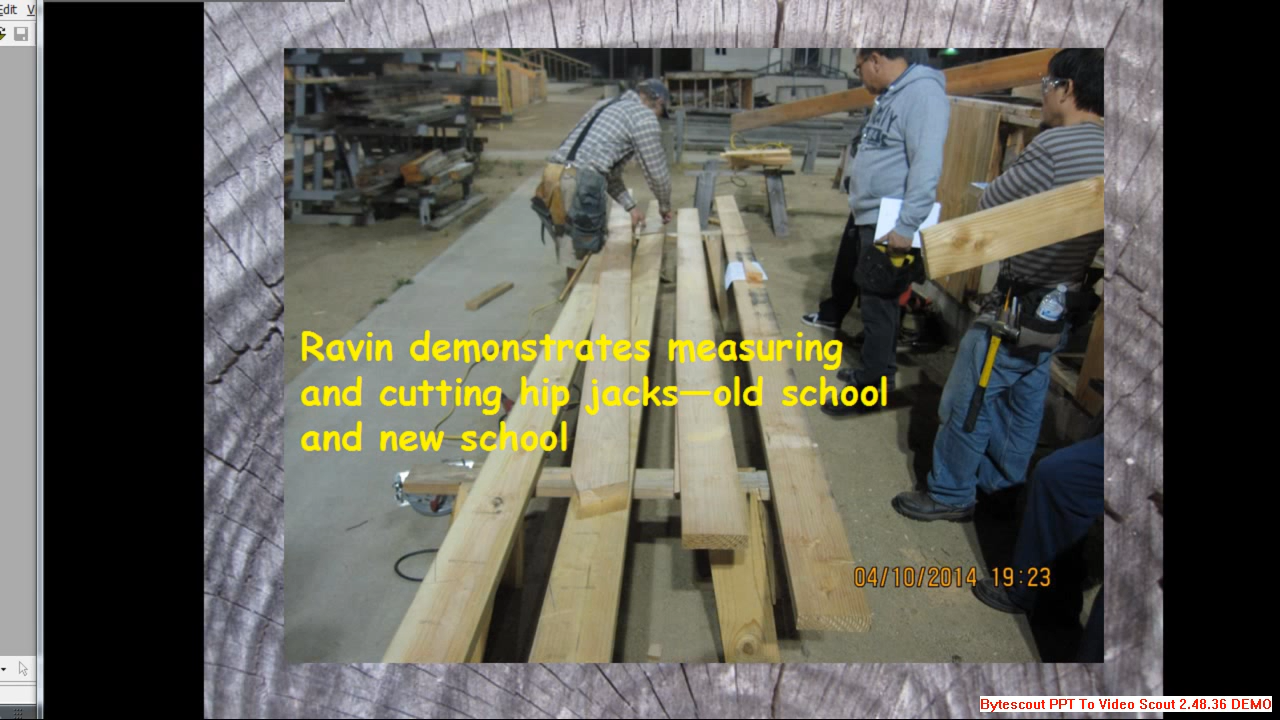 Edit
Ravin demonstrates measuring
and cutting hip jacks—old school
and new school
04/10/2014 19:23
Bytescout PPT To Video Scout 2.48.36 DEMO